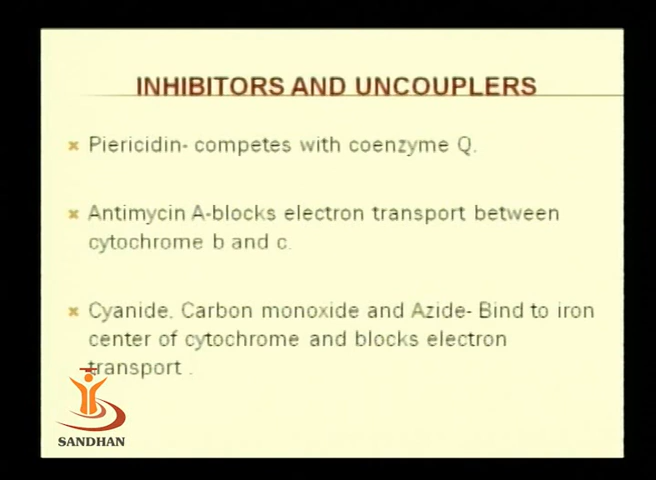 INHIBITORS AND UNCOUPLERS
Piericidin- competes with coenzyme Q.
Antimycin A-blocks electron transport between
cytochrome b and c.
Cyanide, Carbon monoxide and Azide- Bind to iron
center of cytochrome and blocks electron
transport .
SANDHAN